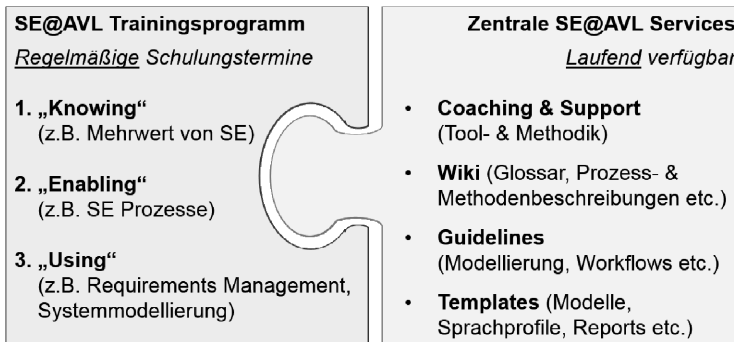 SE@AVL Trainingsprogramm
Regelmäßige Schulungstermine
1. „Knowing“
(z.B. Mehrwert von SE)
2. „Enabling“
(z.B. SE Prozesse)
3. „Using“
(z.B. Requirements Management,
Systemmodellierung)
Zentrale SE@AVL Services
Laufend verfügbar
• Coaching & Support
(Tool- & Methodik)
• Wiki (Glossar, Prozess- &
Methodenbeschreibungen etc.)
• Guidelines
(Modellierung, Workflows etc.)
• Templates (Modelle,
Sprachprofile, Reports etc.)